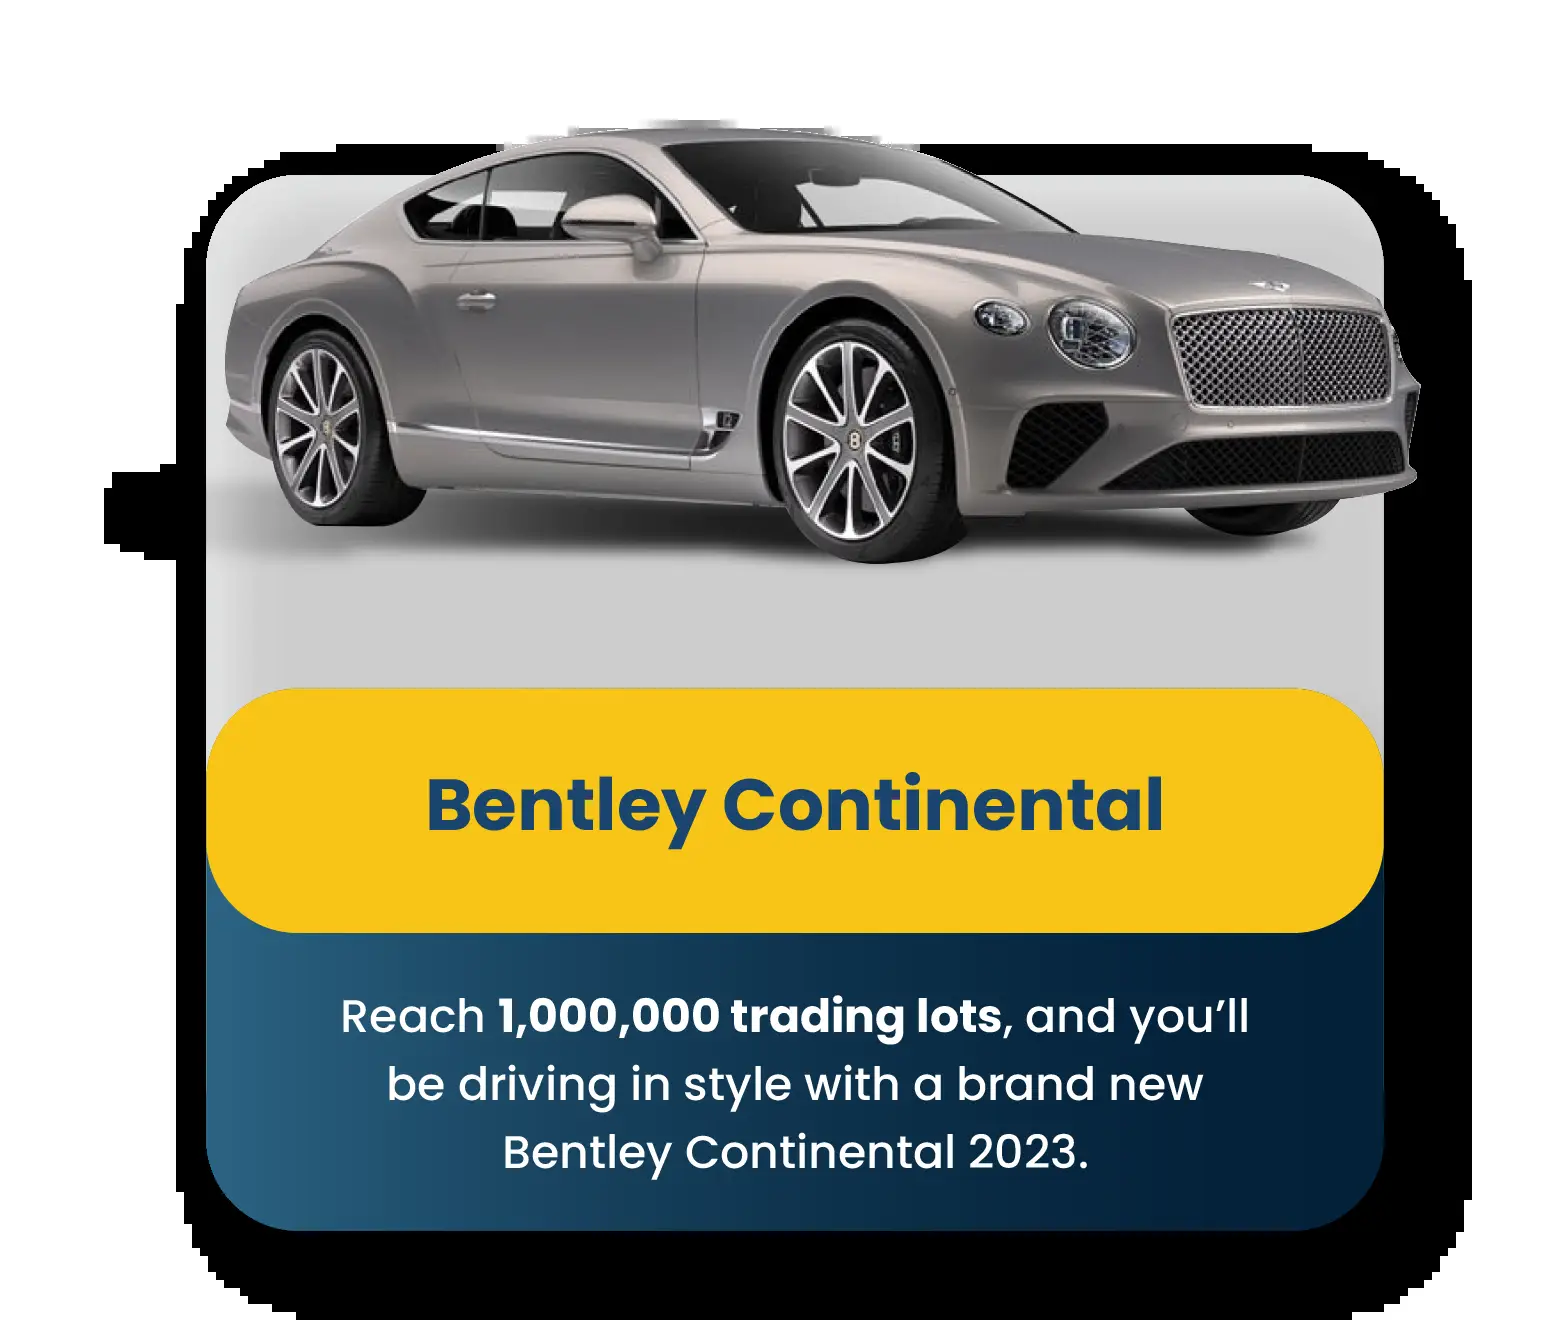 Bentley Continental
Reach 1,000,000 trading lots, and you’ll
be driving in style with a brand new
Bentley Continental 2023.